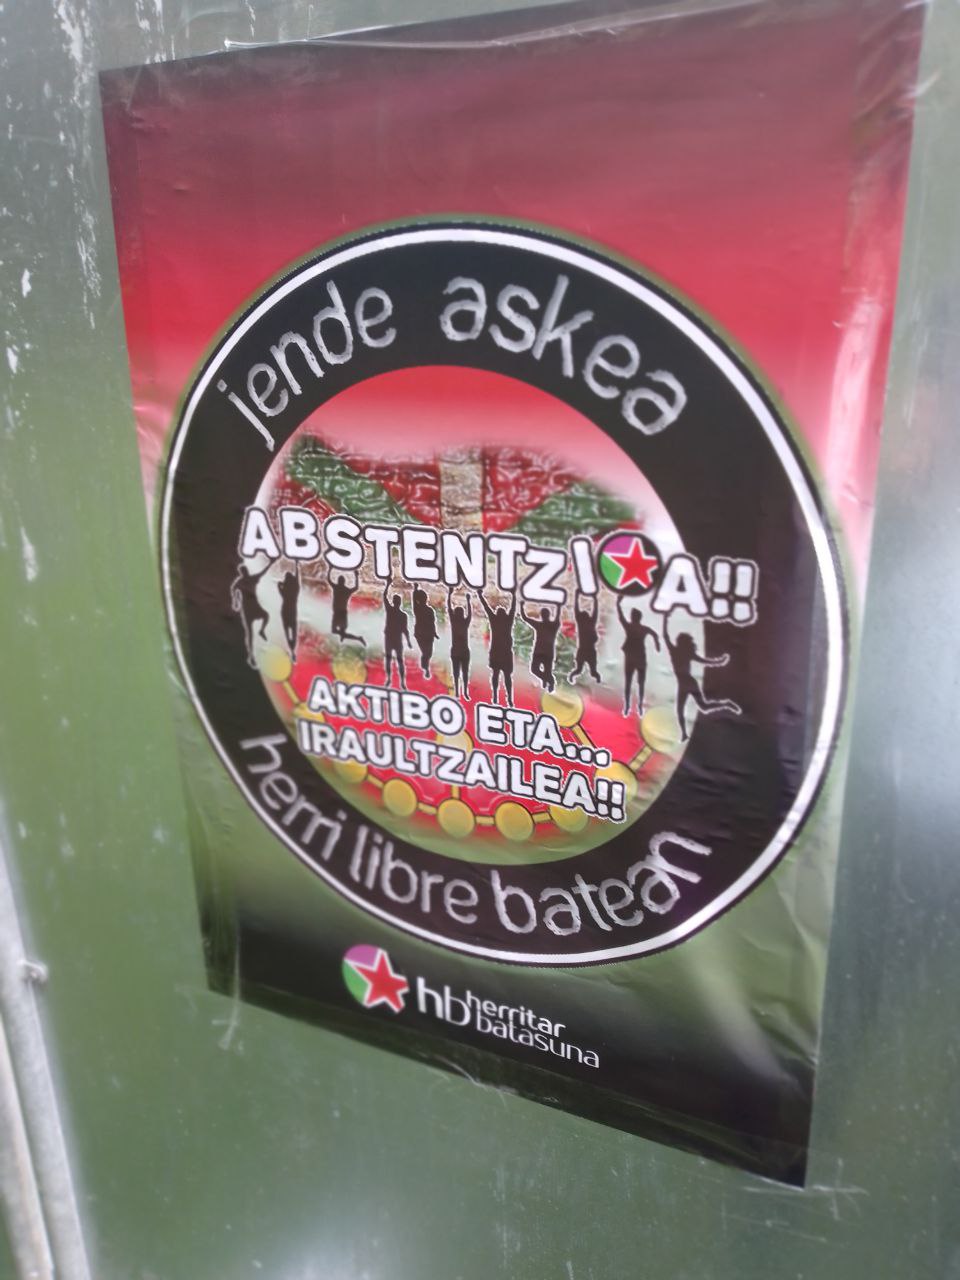 jende askea
ABSTENTZIOA!!
AKTIBO ETA...
IRAULTZAILEA!!
herri libre batean
hb herritar
batasuna